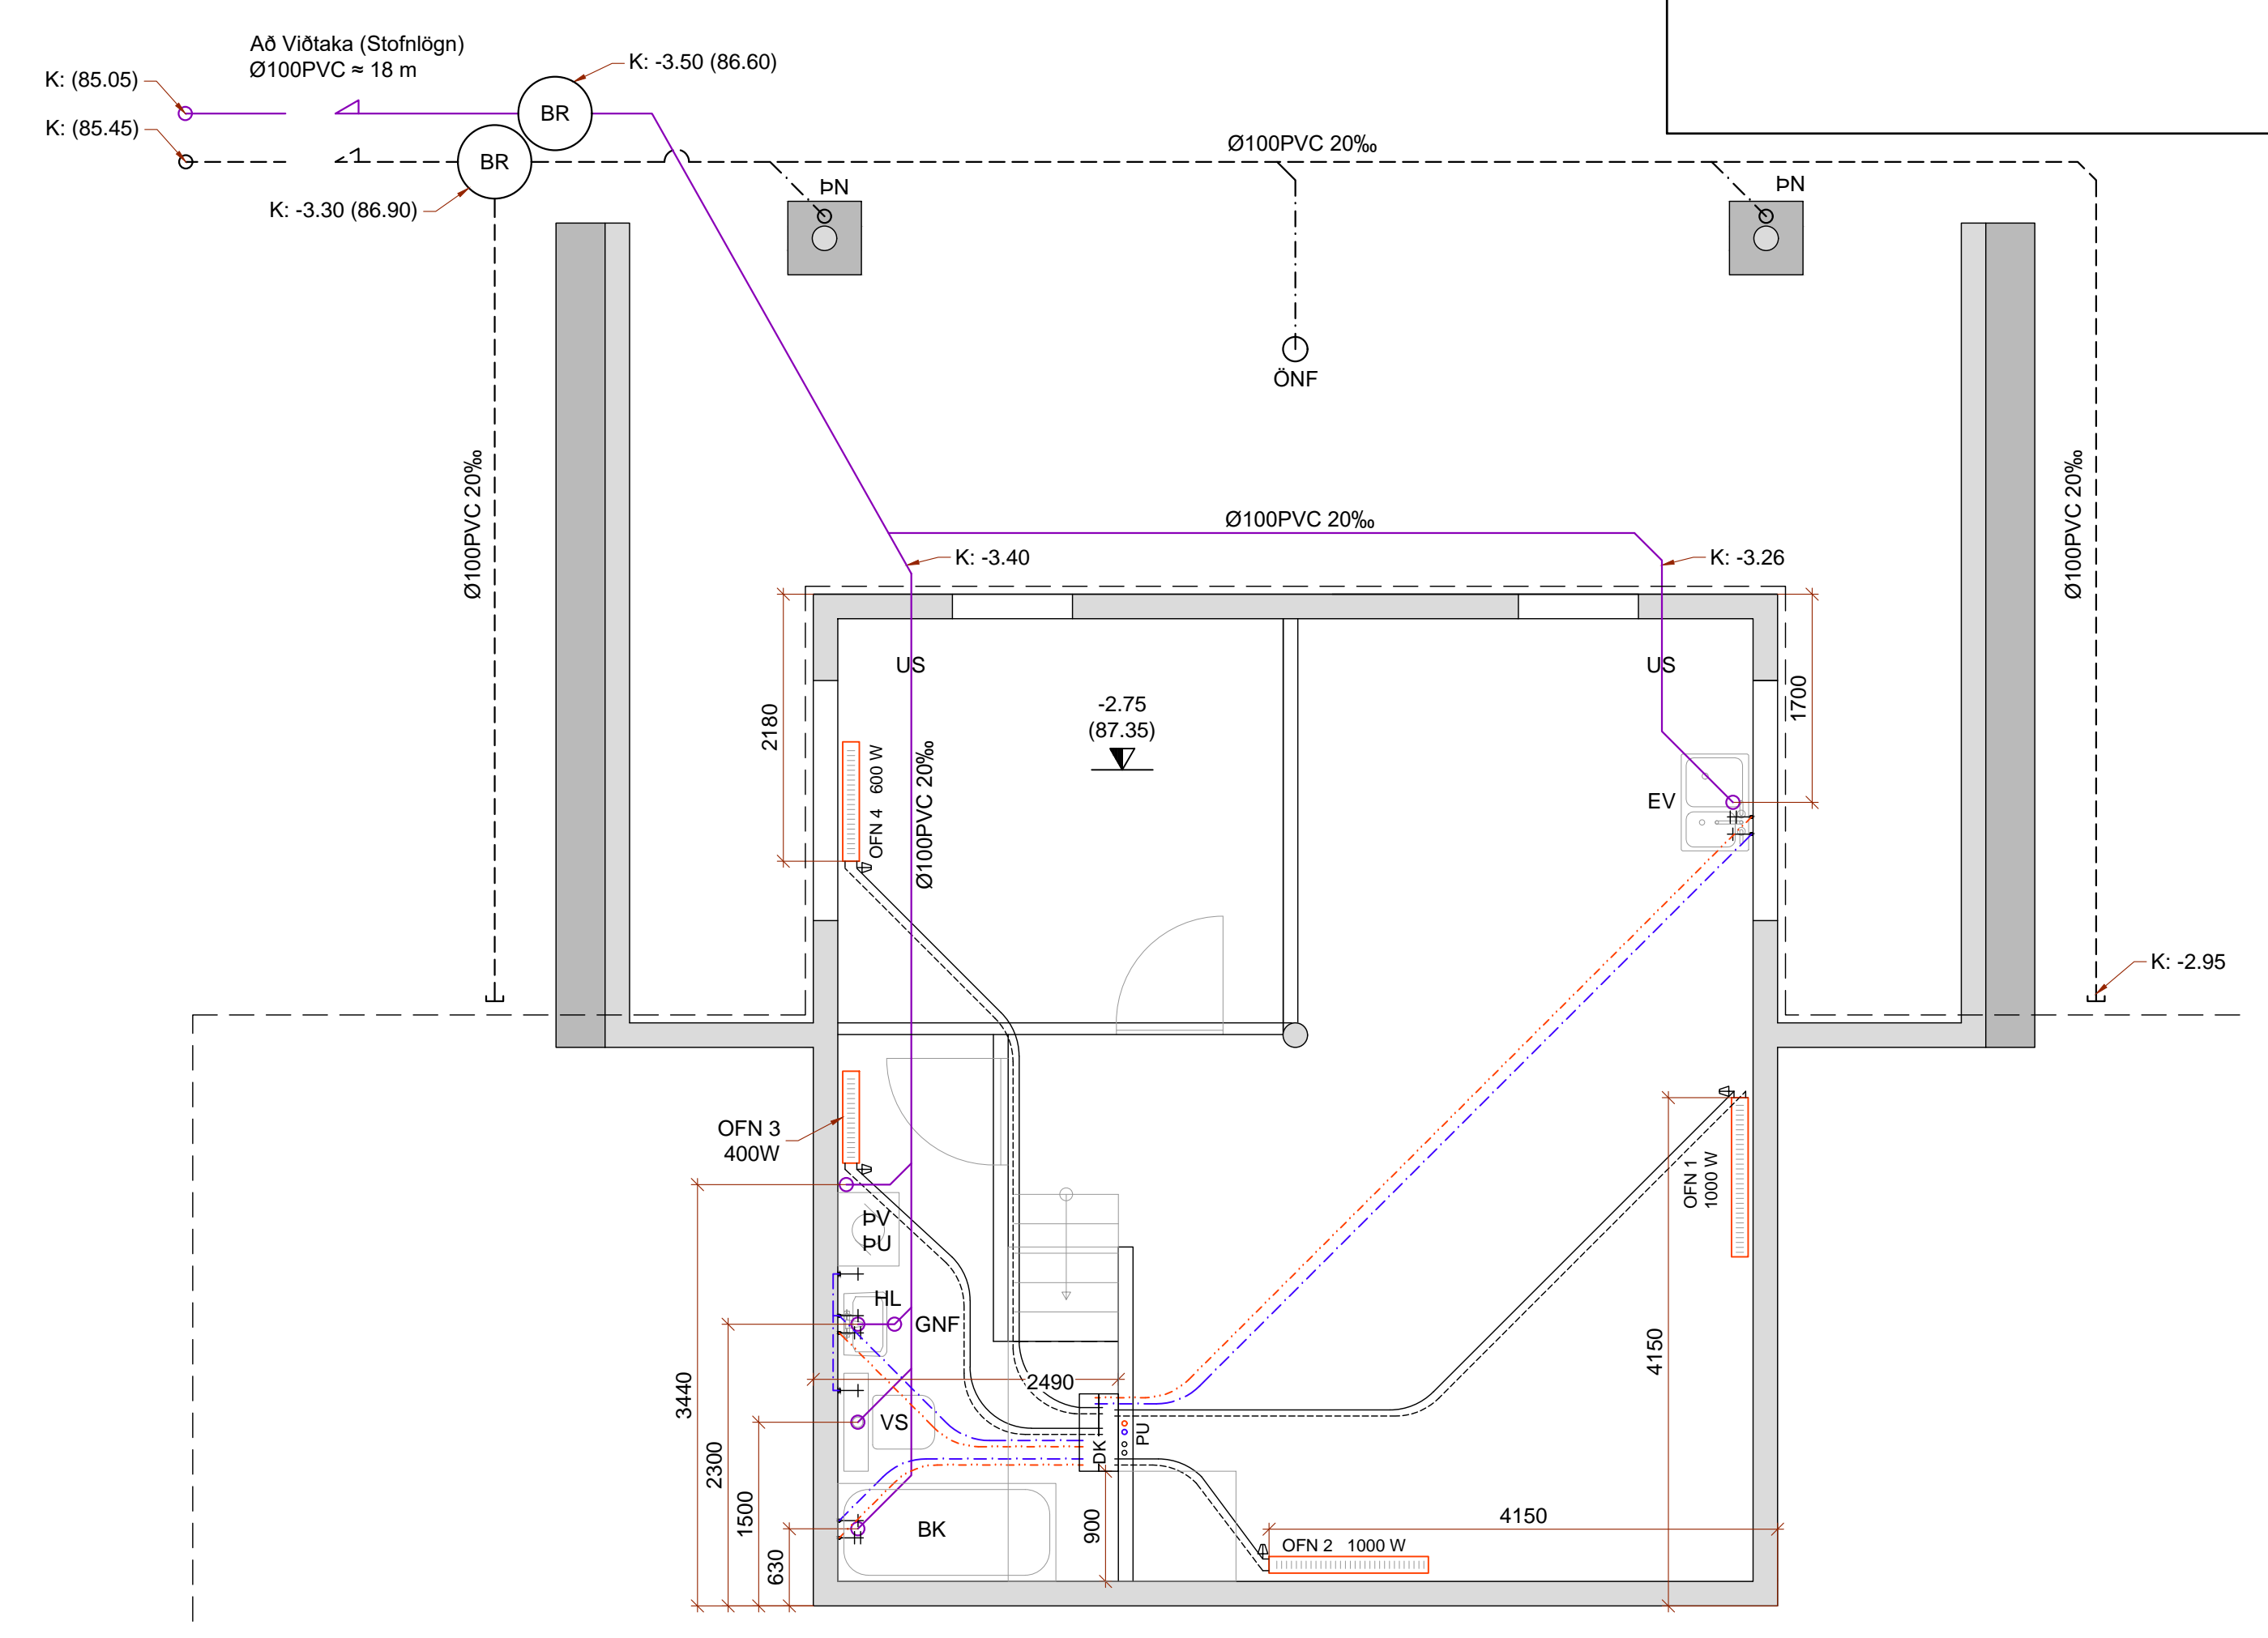 Að Viðtaka (Stofnlögn)
Ø100PVC ≈ 18 m
K: (85.05)
K: -3.50 (86.60)
BR
K: (85.45)
BR
Ø100PVC 20‰
K: -3.30 (86.90)
ÞN
ÞN
ÖNF
Ø100PVC 20‰
Ø100PVC 20‰
Ø100PVC 20‰
K: -3.40
K: -3.26
US
US
2180
1700
-2.75
(87.35)
OFN 4 600 W
Ø100PVC 20‰
EV
K: -2.95
OFN 3
400W
OFN 1
1000 W
ÞV
ÞU
HL
GNF
2490
4150
3440
VS
DK
PU
2300
1500
630
BK
900
4150
OFN 2 1000 W